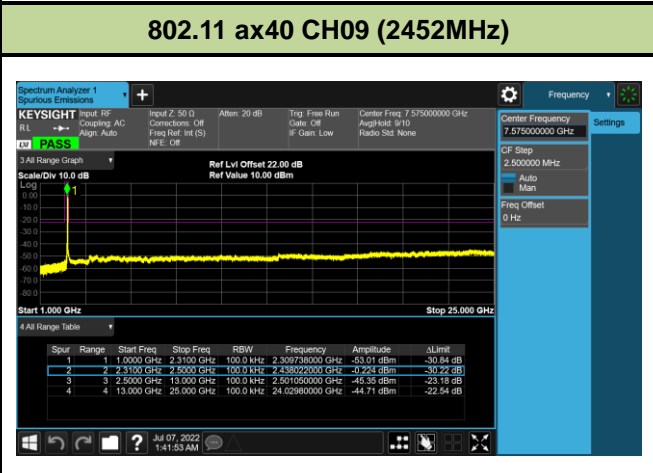 802.11 ax40 CH09 (2452MHz)
Spectrum Analyzer 1
Spurious Emissions
Frequency
KEYSIGHT Input: RF Input Z: 50 Ω Atten: 20 dB Trig: Free Run Center Freq: 7.575000000 GHz
RL Coupling: AC Corrections: Off Gate: Off Avg|Hold: 9/10
Align: Auto Freq Ref: Int (S) IF Gain: Low Radio Std: None
LXI PASS NFE: Off
Center Frequency
7.575000000 GHz
Settings
CF Step
2.500000 MHz
Auto
Man
Freq Offset
0 Hz
3 All Range Graph
Ref Lvl Offset 22.00 dB
Scale/Div 10.0 dB Ref Value 10.00 dBm
Log
1
0.00
-10.0
-20.0
-30.0
-40.0
-50.0
-60.0
-70.0
-80.0
Start 1.000 GHz Stop 25.000 GHz
4 All Range Table
Spur Range Start Freq Stop Freq RBW Frequency Amplitude ΔLimit
1 1 1.0000 GHz 2.3100 GHz 100.0 kHz 2.309738000 GHz -53.01 dBm -30.84 dB
2 2 2.3100 GHz 2.5000 GHz 100.0 kHz 2.438022000 GHz -0.224 dBm -30.22 dB
3 3 2.5000 GHz 13.000 GHz 100.0 kHz 2.501050000 GHz -45.35 dBm -23.18 dB
4 4 13.000 GHz 25.000 GHz 100.0 kHz 24.02980000 GHz -44.71 dBm -22.54 dB
Jul 07, 2022
1:41:53 AM